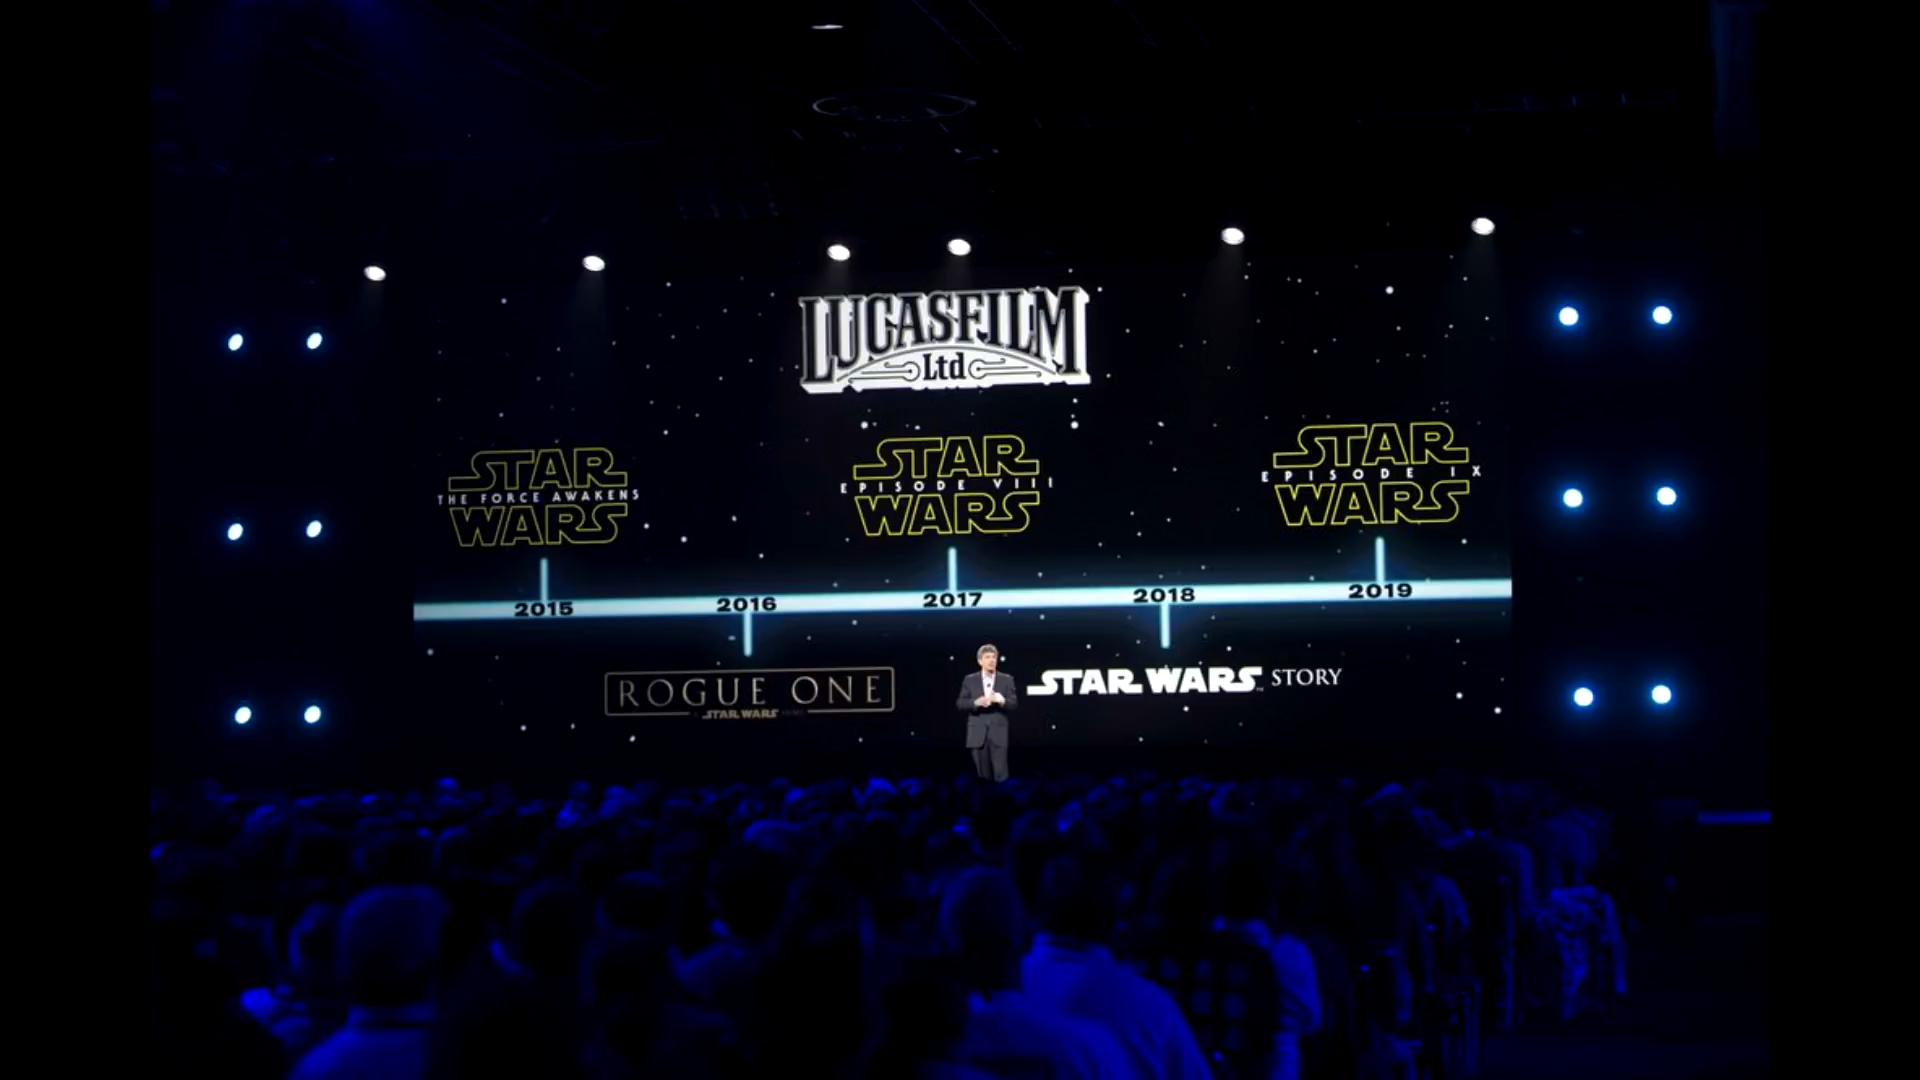 LUCASFILM
Ltd
STAR
THE FORCE AWAKENS
WARS
STAR
EPISODE VIII
WARS
STAR
EPISODE IX
WARS
2015
2016
2017
2018
2019
ROGUE ONE
STAR WARS
STAR WARS STORY